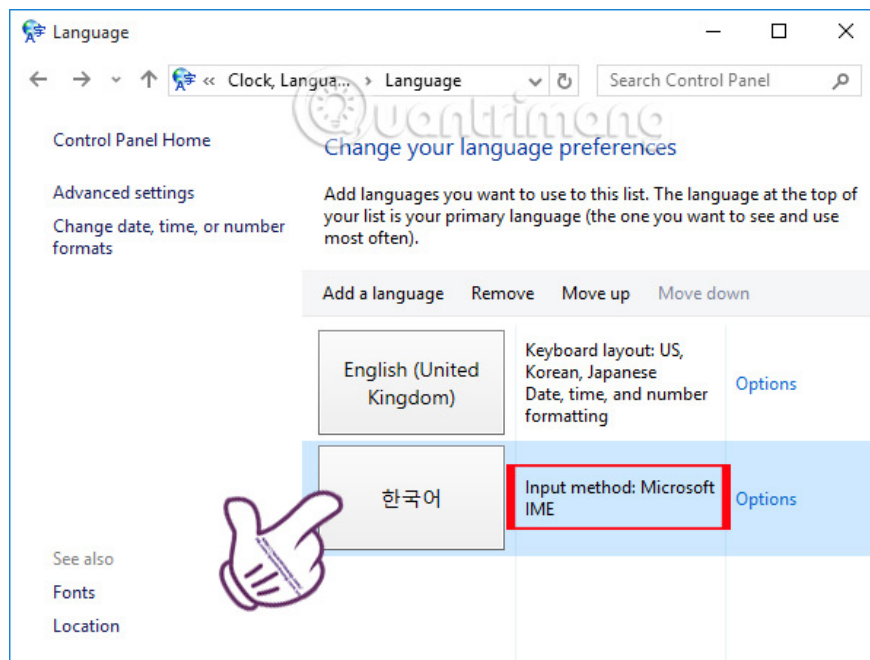 Language
Clock, Langua... Language
Search Control Panel
Quantrimang
Control Panel Home
Advanced settings
Change date, time, or number
formats
See also
Fonts
Location
Change your language preferences
Add languages you want to use to this list. The language at the top of
your list is your primary language (the one you want to see and use
most often).
Add a language Remove Move up Move down
English (United
Kingdom)
Keyboard layout: US,
Korean, Japanese
Date, time, and number
formatting
Options
한국어
Input method: Microsoft
IME
Options